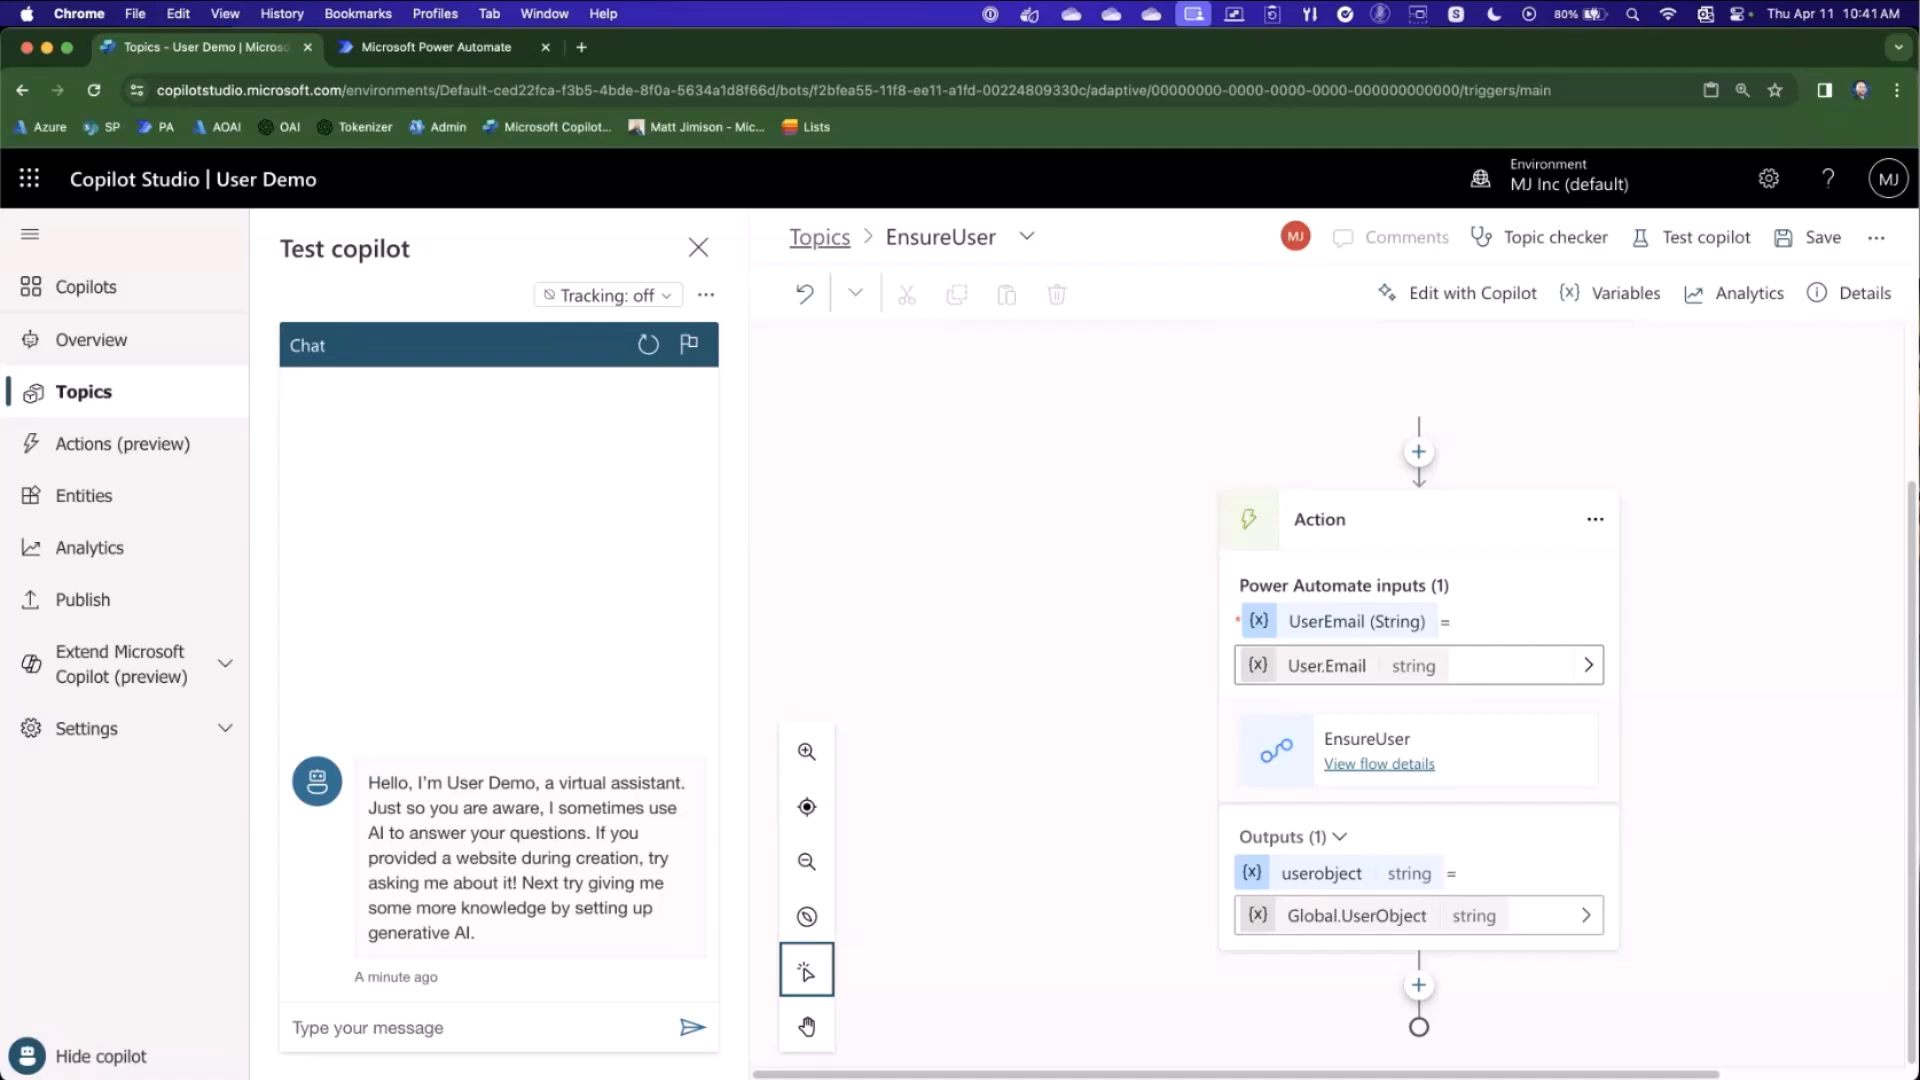 Chrome File Edit View History Bookmarks Profiles Tab Window Help 80% Thu Apr 11 10:41 AM
Topics - User Demo | Micros Microsoft Power Automate
copilotstudio.microsoft.com/environments/Default-ced22fca-f3b5-4bde-8f0a-5634a1d8f66d/bots/f2bfea55-11f8-ee11-a1fd-00224809330c/adaptive/00000000-0000-0000-0000-000000000000/triggers/main
Azure SP PA AOAI OAI Tokenizer Admin Microsoft Copilot... Matt Jimison - Mic... Lists
Copilot Studio | User Demo
Environment
MJ Inc (default)
?
MJ
Copilots
Overview
Topics
Actions (preview)
Entities
Analytics
Publish
Extend Microsoft
Copilot (preview)
Settings
Hide copilot
Test copilot
Tracking: off
Chat
Hello, I'm User Demo, a virtual assistant.
Just so you are aware, I sometimes use
AI to answer your questions. If you
provided a website during creation, try
asking me about it! Next try giving me
some more knowledge by setting up
generative AI.
A minute ago
Type your message
Topics > EnsureUser
MJ Comments Topic checker Test copilot Save
Edit with Copilot {x} Variables Analytics Details
Action
Power Automate inputs (1)
* {x} UserEmail (String) =
{x} User.Email string
EnsureUser
View flow details
Outputs (1)
{x} userobject string =
{x} Global.UserObject string